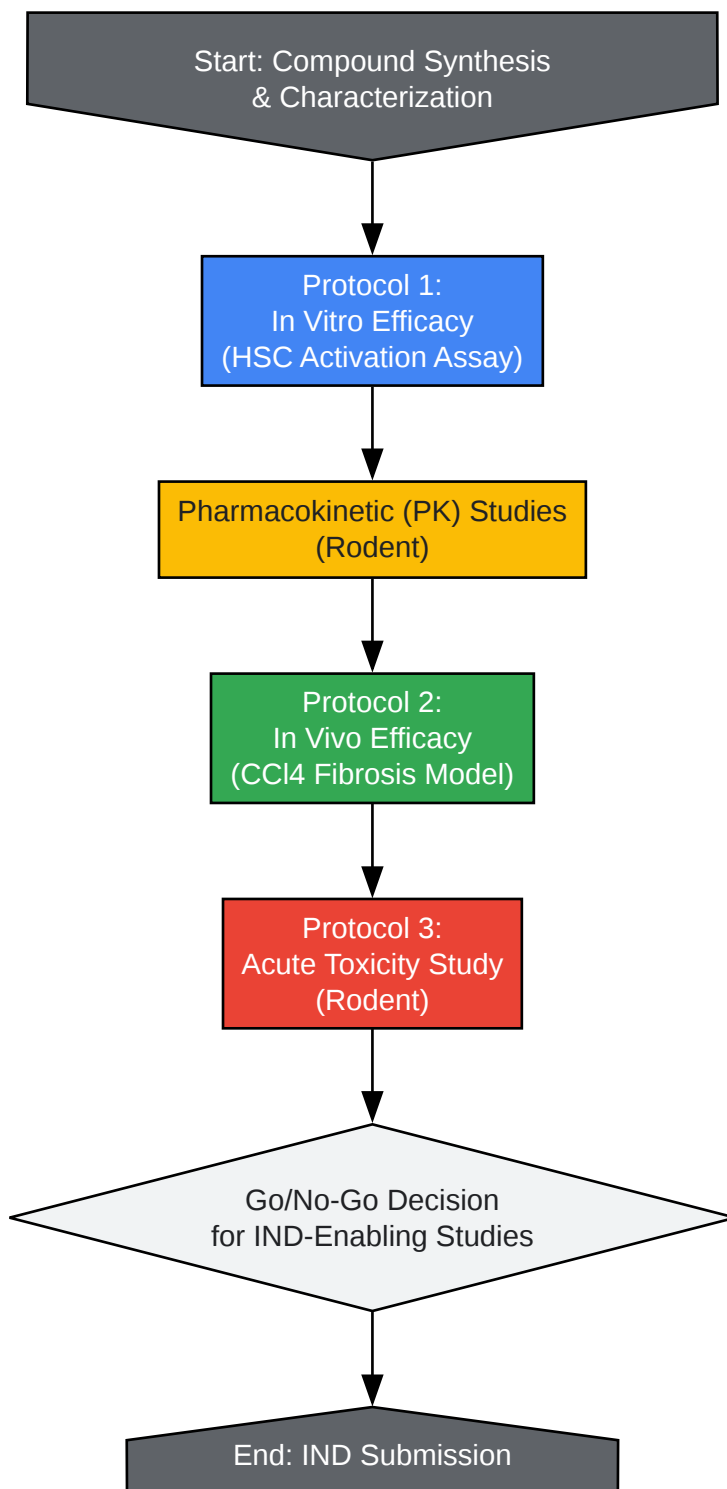 Start: Compound Synthesis
& Characterization
Protocol 1:
In Vitro Efficacy
(HSC Activation Assay)
Pharmacokinetic (PK) Studies
(Rodent)
Protocol 2:
In Vivo Efficacy
(CCl4 Fibrosis Model)
Protocol 3:
Acute Toxicity Study
(Rodent)
Go/No-Go Decision
for IND-Enabling Studies
End: IND Submission